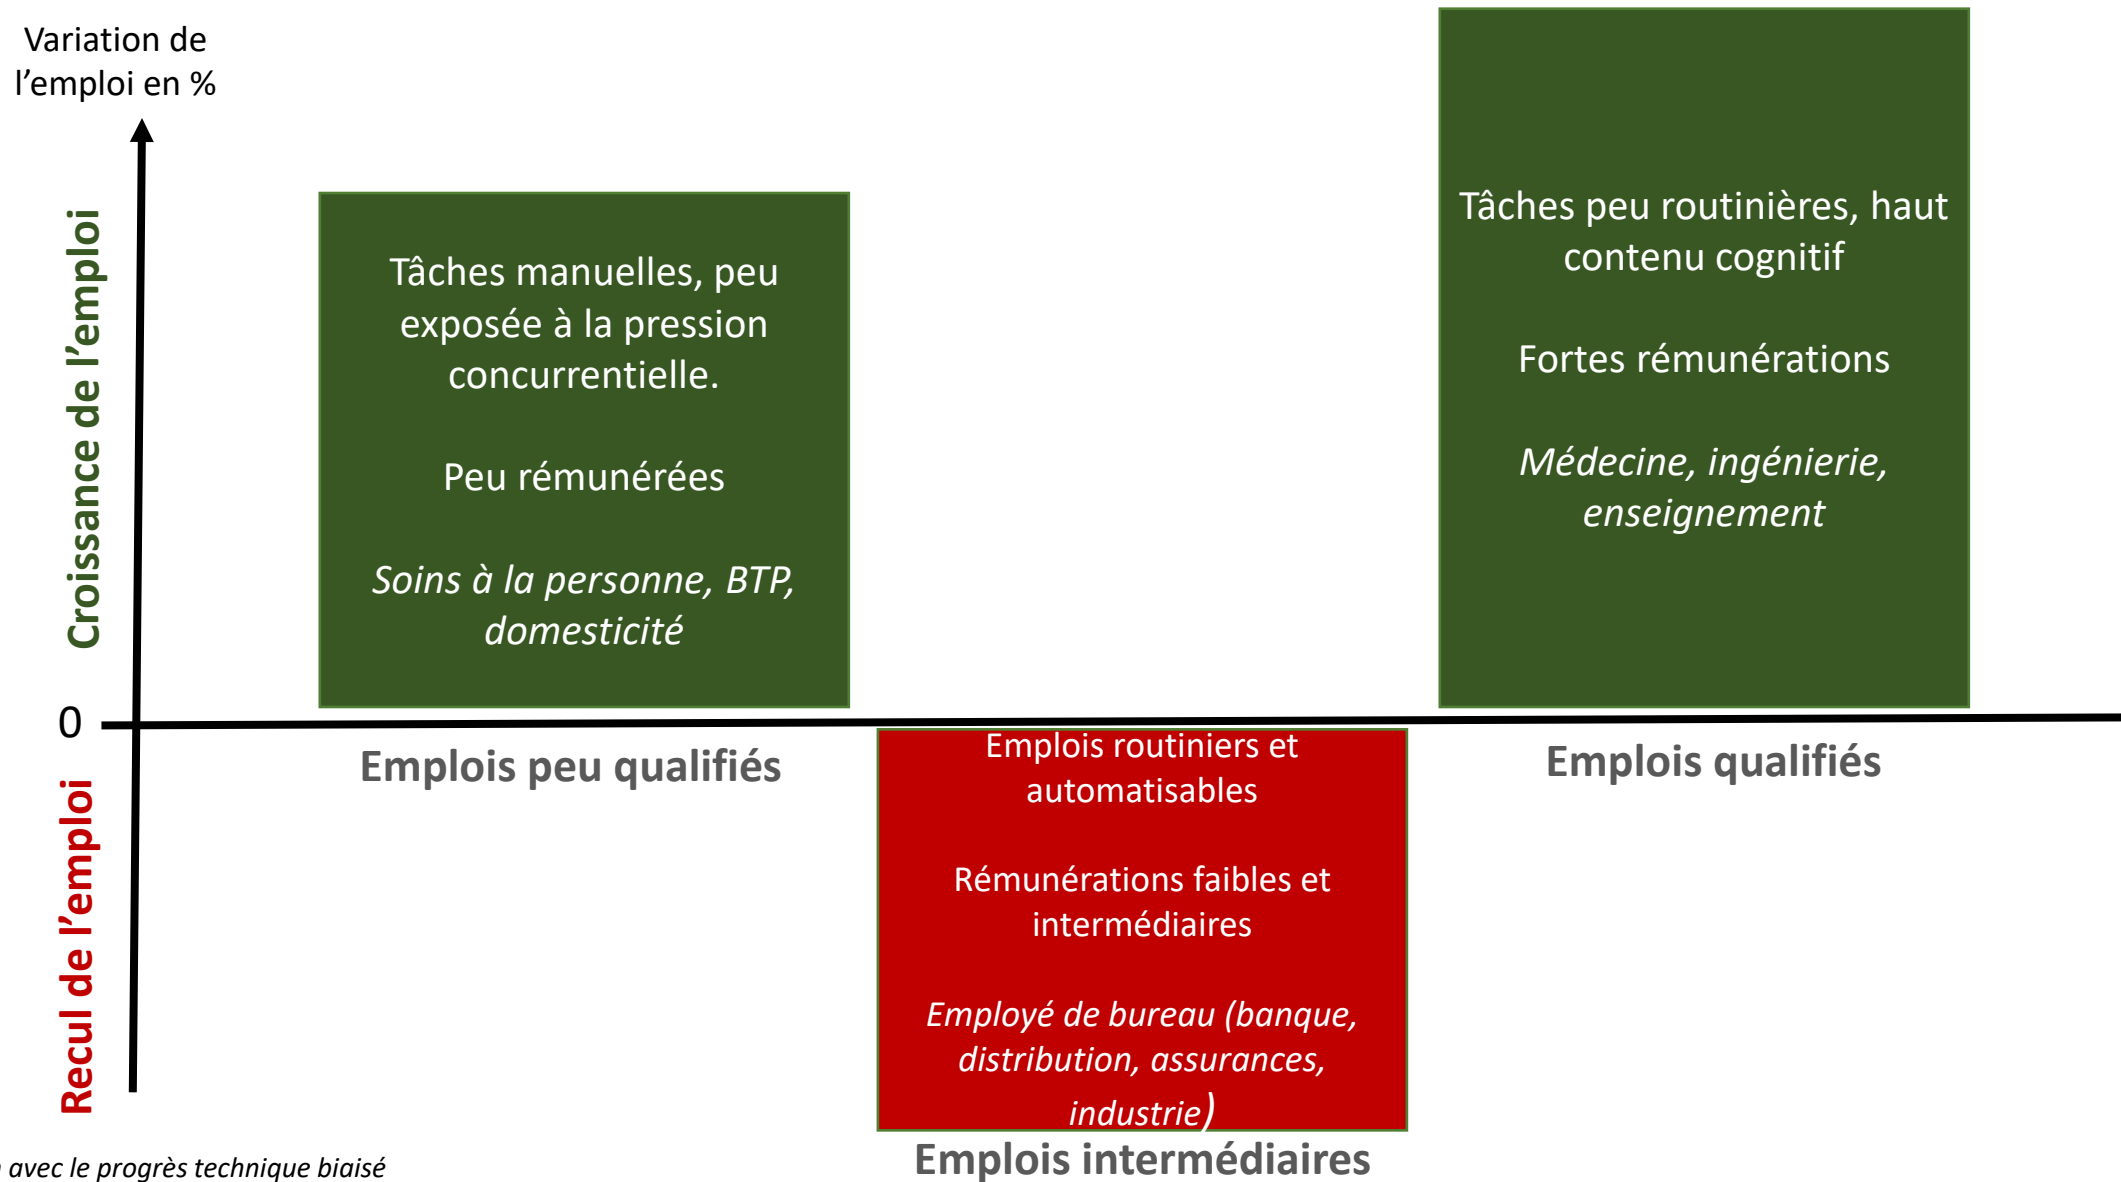 Variation de
l’emploi en %
Croissance de l’emploi
Tâches manuelles, peu
exposée à la pression
concurrentielle.
Peu rémunérées
Soins à la personne, BTP,
domesticité
Tâches peu routinières, haut
contenu cognitif
Fortes rémunérations
Médecine, ingénierie,
enseignement
0
Emplois peu qualifiés
Emplois qualifiés
Recul de l’emploi
Emplois routiniers et
automatisables
Rémunérations faibles et
intermédiaires
Employé de bureau (banque,
distribution, assurances,
industrie)
Emplois intermédiaires
avec le progrès technique biaisé